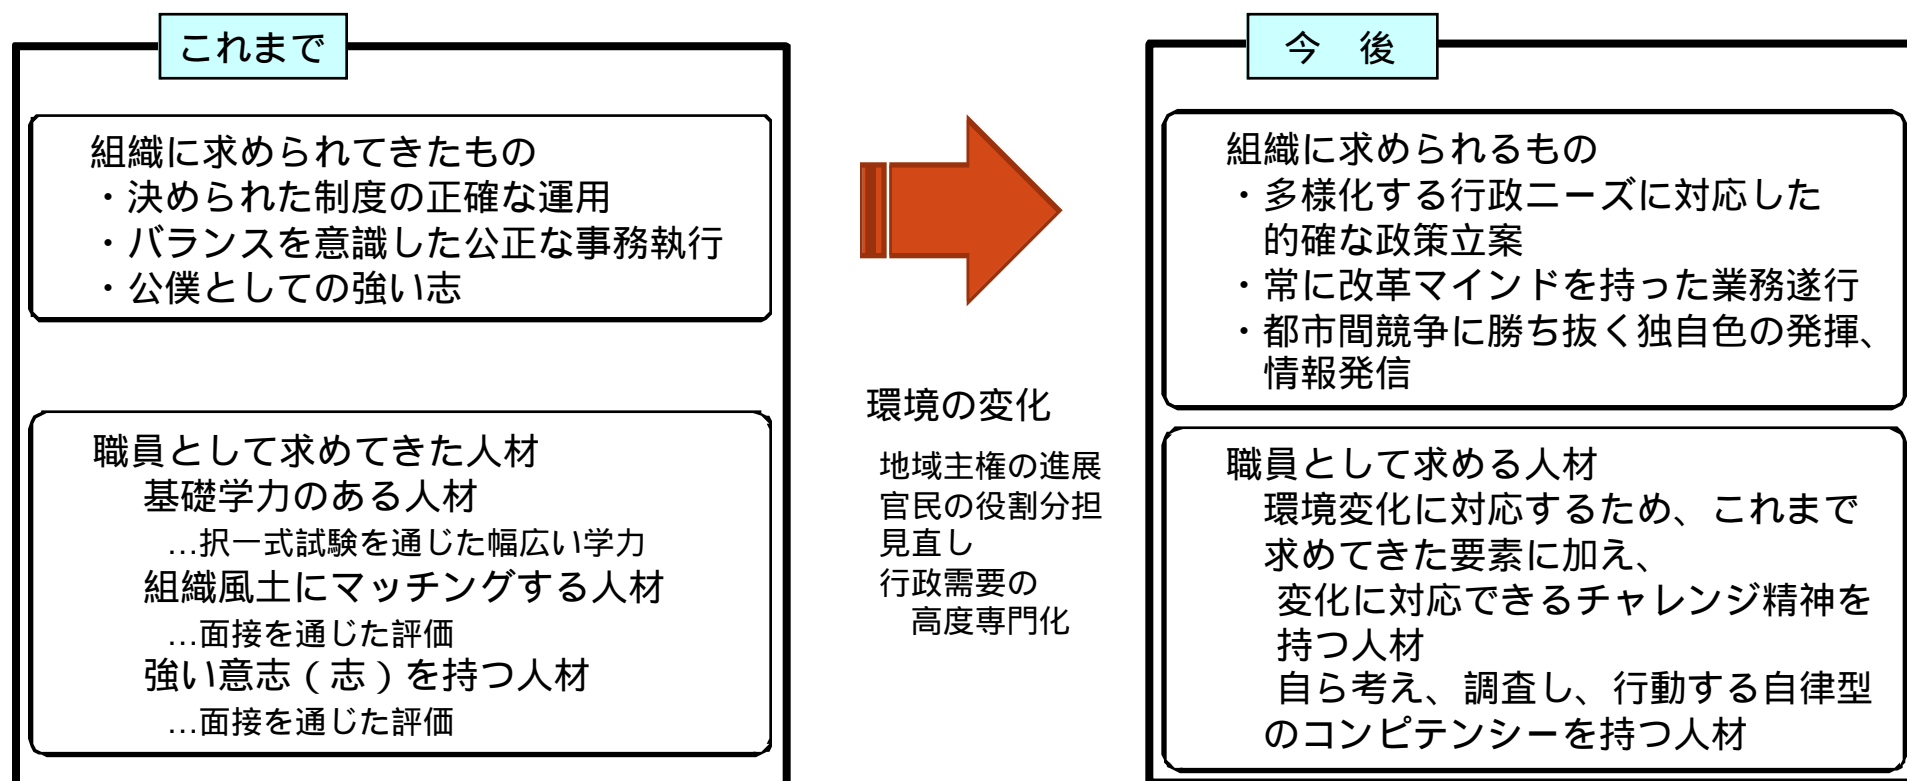 これまで
組織に求められてきたもの
・決められた制度の正確な運用
・バランスを意識した公正な事務執行
・公僕としての強い志
職員として求めてきた人材
基礎学力のある人材
…択一式試験を通じた幅広い学力
組織風土にマッチングする人材
…面接を通じた評価
強い意志（志）を持つ人材
…面接を通じた評価
環境の変化
地域主権の進展
官民の役割分担
見直し
行政需要の
高度専門化
今　後
組織に求められるもの
・多様化する行政ニーズに対応した
的確な政策立案
・常に改革マインドを持った業務遂行
・都市間競争に勝ち抜く独自色の発揮、
情報発信
職員として求める人材
環境変化に対応するため、これまで
求めてきた要素に加え、
変化に対応できるチャレンジ精神を
持つ人材
自ら考え、調査し、行動する自律型
のコンピテンシーを持つ人材